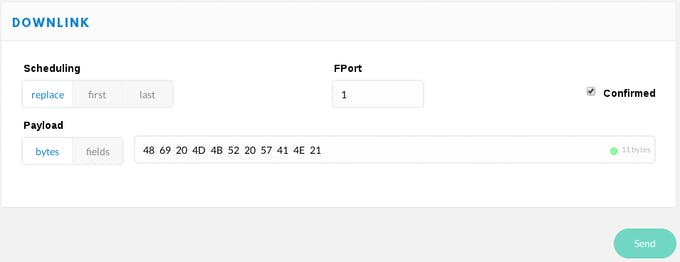 DOWNLINK
Scheduling
FPort
replace first last
1
Confirmed
Payload
bytes fields
48 69 20 4D 4B 52 20 57 41 4E 21
11 bytes
Send